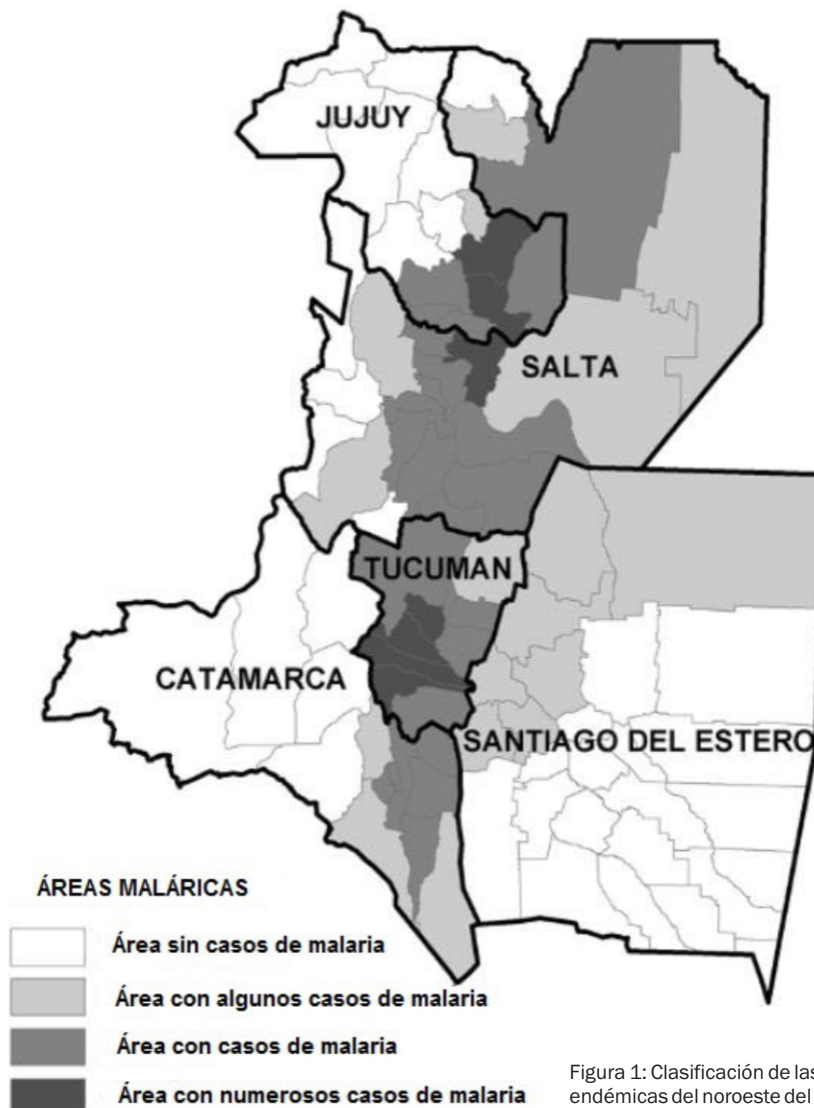 JUJUY
SALTA
TUCUMAN
CATAMARCA
SANTIAGO DEL ESTERO
ÁREAS MALÁRICAS
Área sin casos de malaria
Área con algunos casos de malaria
Área con casos de malaria
Área con numerosos casos de malaria
Figura 1: Clasificación de las
endémicas del noroeste del